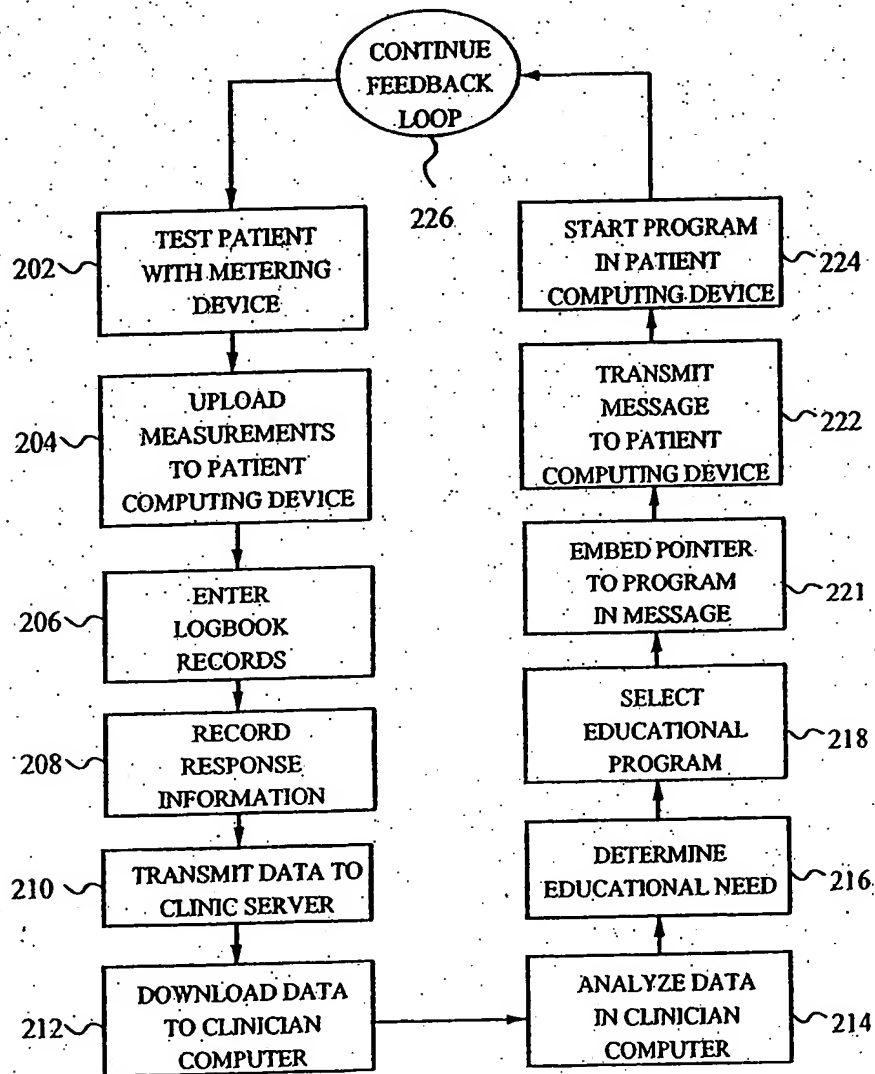 CONTINUE
FEEDBACK
LOOP
226
202
TEST PATIENT
WITH METERING
DEVICE
204
UPLOAD
MEASUREMENTS
TO PATIENT
COMPUTING DEVICE
206
ENTER
LOGBOOK
RECORDS
208
RECORD
RESPONSE
INFORMATION
210
TRANSMIT DATA TO
CLINIC SERVER
212
DOWNLOAD DATA
TO CLINICIAN
COMPUTER
ANALYZE DATA
IN CLINICIAN
COMPUTER
214
DETERMINE
EDUCATIONAL NEED
216
SELECT
EDUCATIONAL
PROGRAM
218
EMBED POINTER
TO PROGRAM
IN MESSAGE
221
TRANSMIT
MESSAGE
TO PATIENT
COMPUTING DEVICE
222
START PROGRAM
IN PATIENT
COMPUTING DEVICE
224